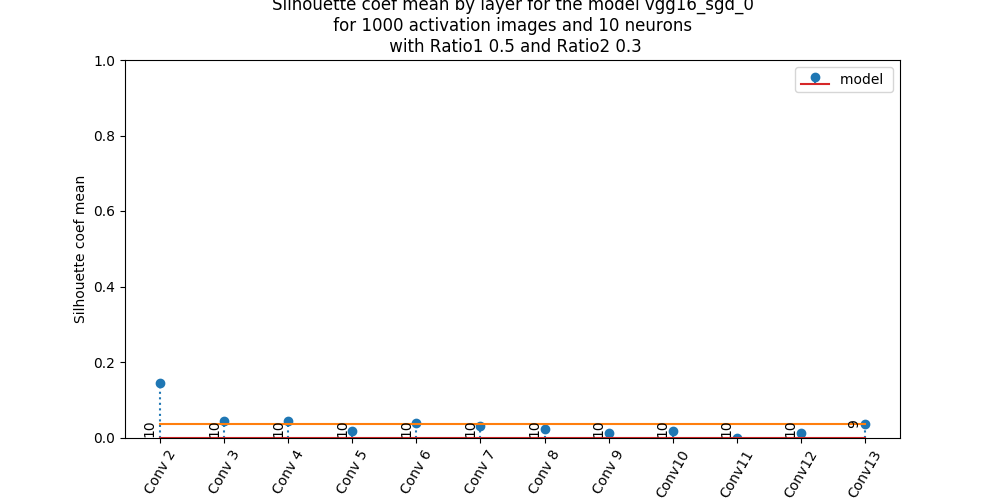 Silhouette coef mean by layer for the model vgg16_sgd_0
for 1000 activation images and 10 neurons
with Ratio1 0.5 and Ratio2 0.3
model
Silhouette coef mean
1.0
0.8
0.6
0.4
0.2
0.0
10 10 10 10 10 10 10 10 10 10 10 9
Conv 2 Conv 3 Conv 4 Conv 5 Conv 6 Conv 7 Conv 8 Conv 9 Conv10 Conv11 Conv12 Conv13